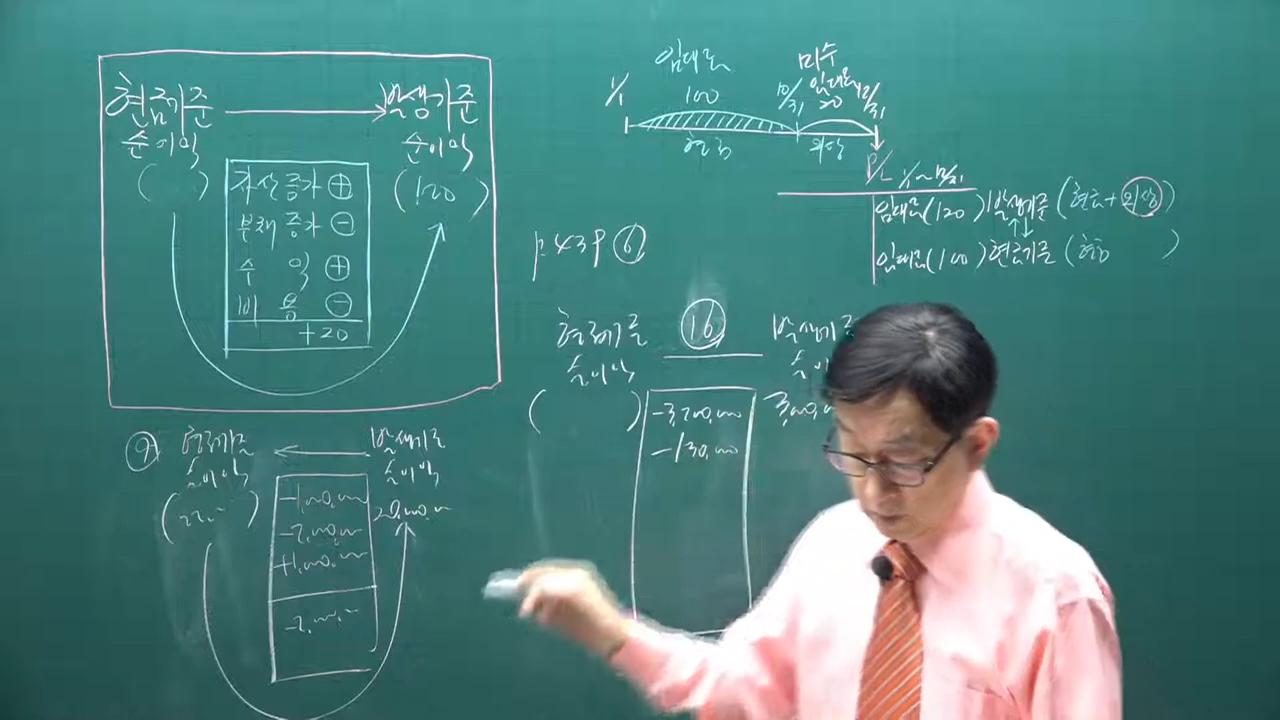 현금기준 → 발생기준
순이익 순이익
( ) (120)
자산증가 ⊕
부채증가 ⊖
수익 ⊕
비용 ⊖
+20
임대료
100
현금
미수
임대료
20
외상
1/1
10/31
12/31
P/L 1/1~12/31
임대료(120) 발생기준 (현금+외상)
임대료(100) 현금기준 (현금 )
P.43P ⑥
현금기준
순이익
( )
⑯
발생기
순이
-3,200,000
-130,000
⑨ 현금기준 ← 발생기준
순이익 순이익
-1,000,000
-2,000,000
+1,000,000
-2,000,000
20,000,000